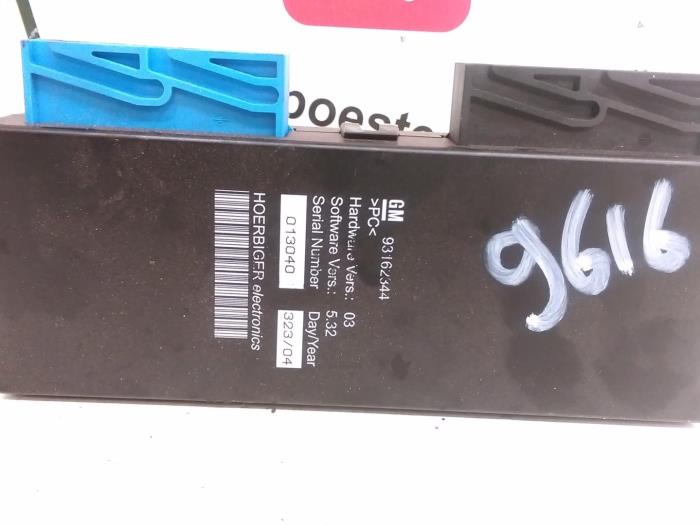 poesto
9616
GM 93162344
>PC<
Hardware Vers.: 03
Software Vers.: 5.32
Serial Number Day/Year
013040 323/04
HOERBIGER electronics